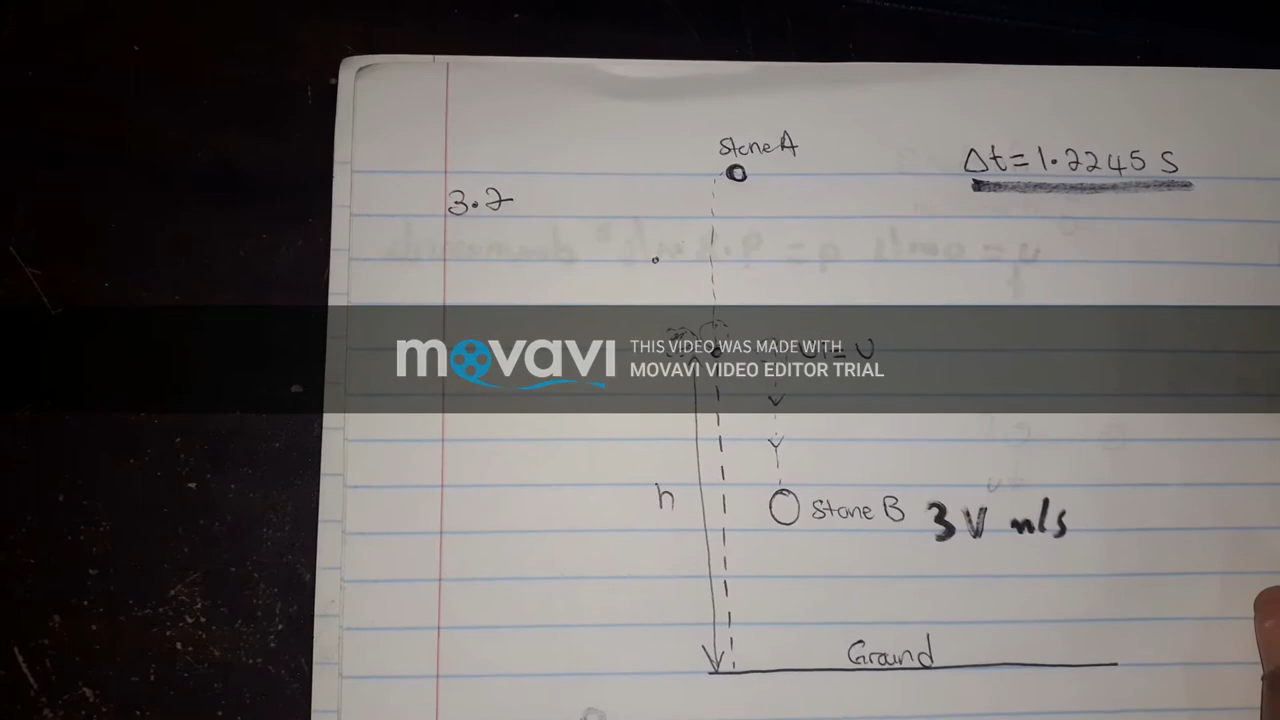 Stone A
Δt = 1.2245 s
3.2
movavi
THIS VIDEO WAS MADE WITH
MOVAVI VIDEO EDITOR TRIAL
h
Stone B 3V m/s
Ground